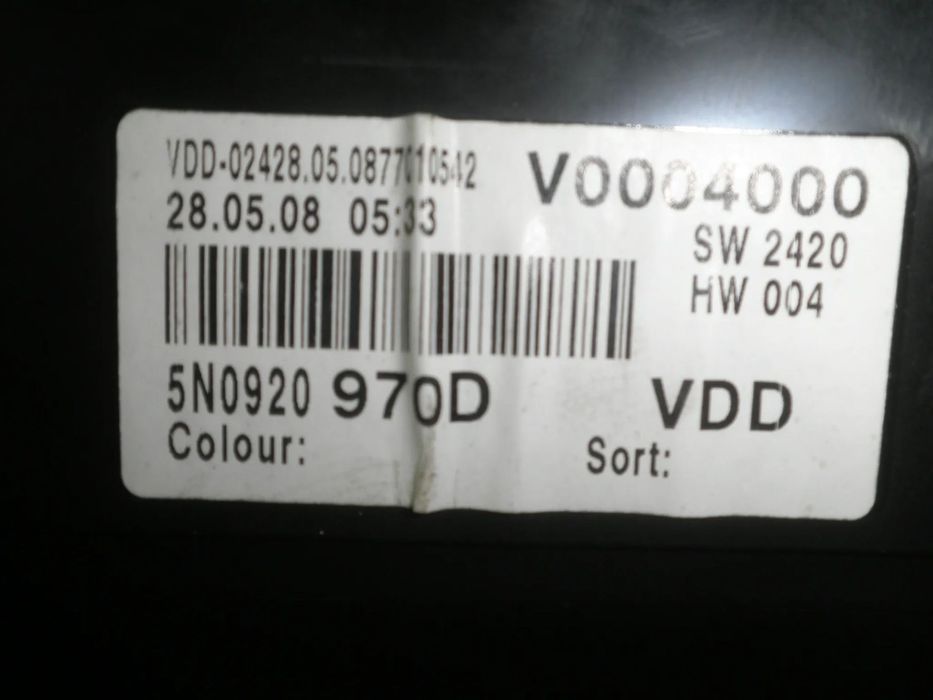 VDD-02428.05.0877010542
V0004000
28.05.08 05:33
SW 2420
HW 004
5N0920 970D
VDD
Colour:
Sort: